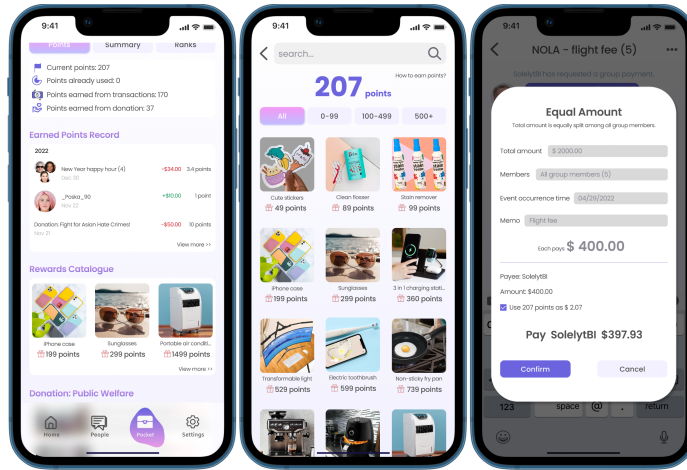 9:41
Points Summary Ranks
Current points: 207
Points already used: 0
Points earned from transactions: 170
Points earned from donation: 37
Earned Points Record
2022
New Year happy hour (4) -$34.00 3.4 points
Dec 30
_Poska_90 +$10.00 1 point
Nov 22
Donation: Fight for Asian Hate Crimes! -$50.00 10 points
Nov 21
View more >>
Rewards Catalogue
iPhone case Sunglasses Portable air conditi...
199 points 299 points 1499 points
View more >>
Donation: Public Welfare
Home People Pocket Settings
9:41
search...
How to earn points?
207 points
All 0-99 100-499 500+
Cute stickers Clean flosser Stain remover
49 points 89 points 99 points
iPhone case Sunglasses 3 in 1 charging stati...
199 points 299 points 360 points
Transformable light Electric toothbrush Non-sticky fry pan
529 points 599 points 739 points
9:41
NOLA - flight fee (5)
SolelytBI has requested a group payment.
Equal Amount
Total amount is equally split among all group members.
Total amount $ 2000.00
Members All group members (5)
Event occurrence time 04/29/2022
Memo Flight fee
Each pays $ 400.00
Payee: SolelytBI
Amount: $400.00
Use 207 points as $ 2.07
Pay SolelytBI $397.93
Confirm Cancel
123 space @ . return